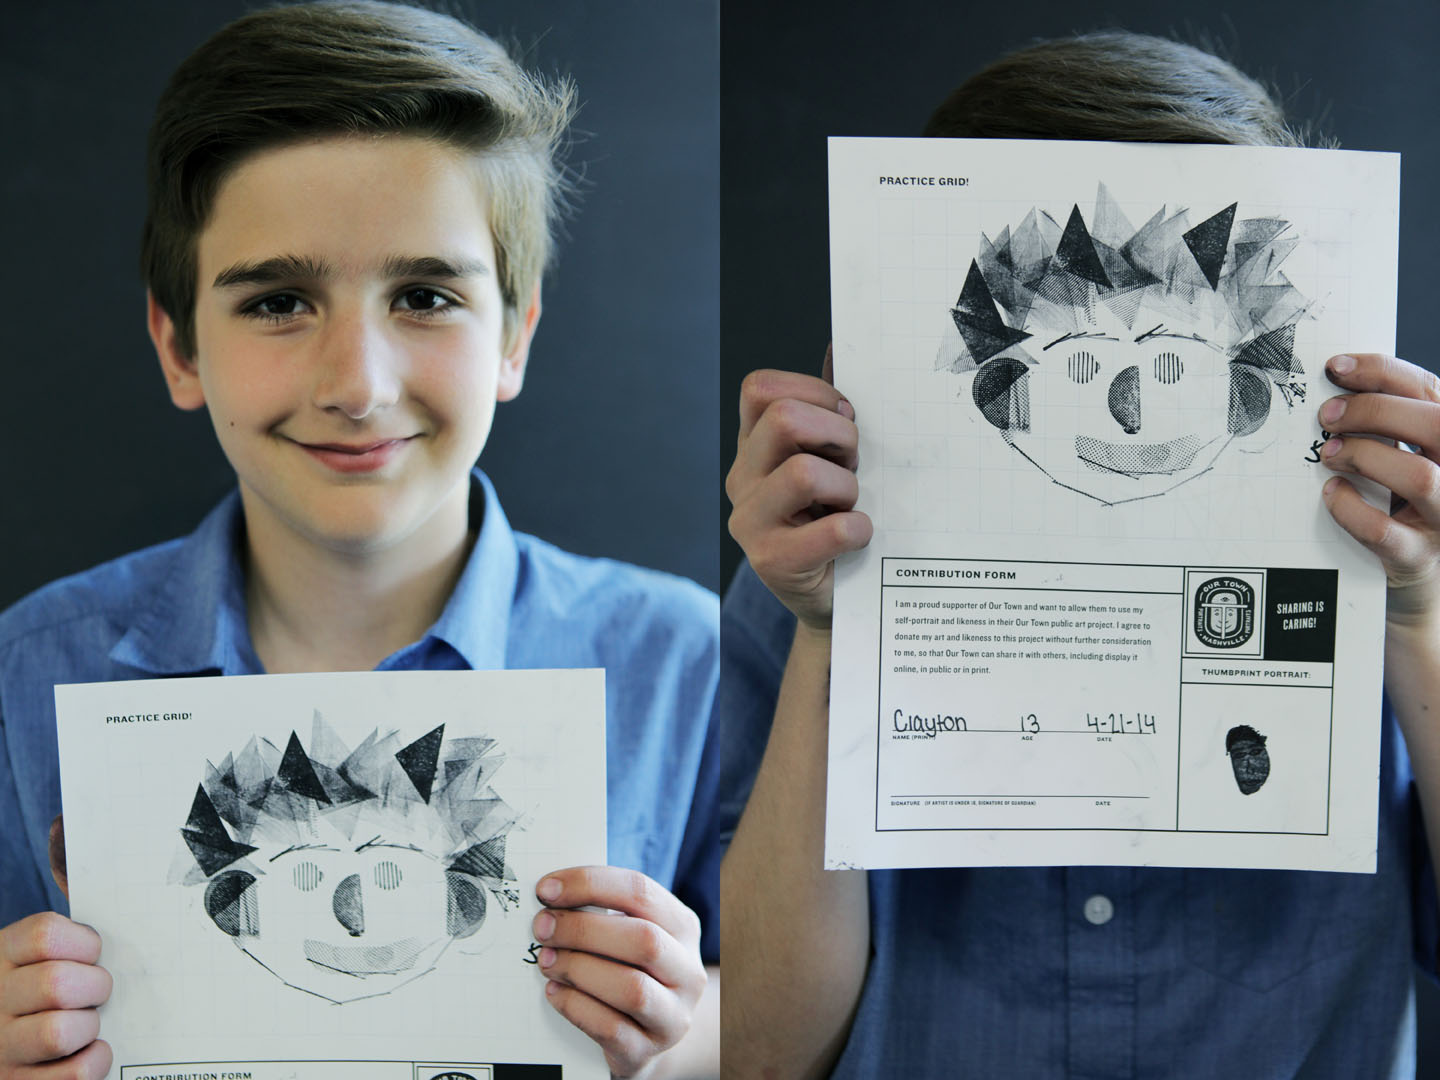 PRACTICE GRID!
CONTRIBUTION FORM
PRACTICE GRID!
CONTRIBUTION FORM
I am a proud supporter of Our Town and want to allow them to use my
self-portrait and likeness in their Our Town public art project. I agree to
donate my art and likeness to this project without further consideration
to me, so that Our Town can share it with others, including display it
online, in public or in print.
Clayton 13 4-21-14
NAME (PRINT) AGE DATE
SIGNATURE (IF ARTIST IS UNDER 18, SIGNATURE OF GUARDIAN) DATE
OUR TOWN
PORTRAITS PORTRAITS
NASHVILLE
SHARING IS
CARING!
THUMBPRINT PORTRAIT: